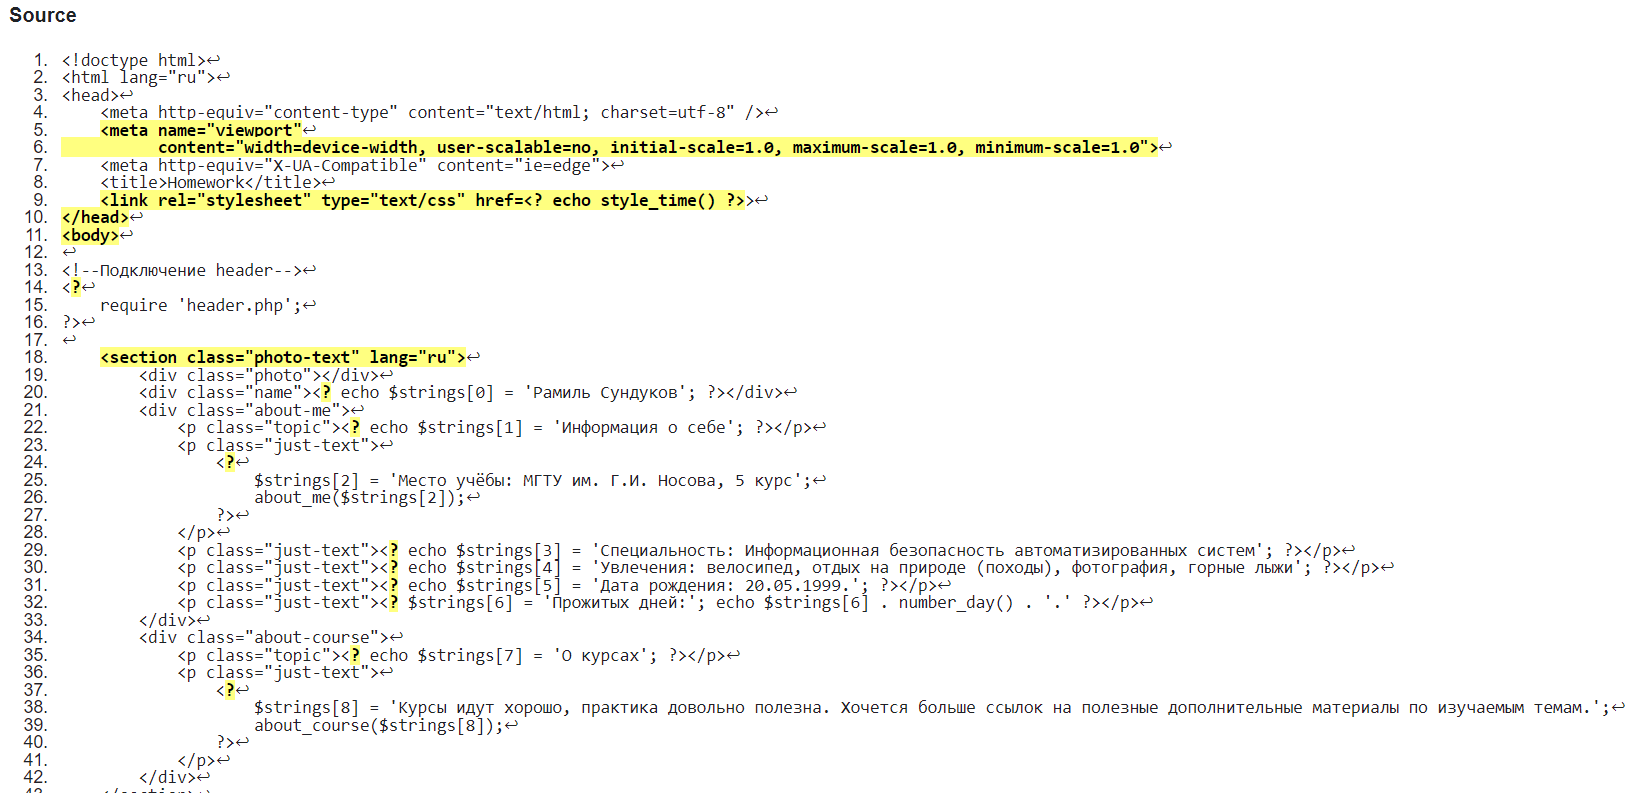 Source
1. <!doctype html>↩
2. <html lang="ru">↩
3. <head>↩
4. <meta http-equiv="content-type" content="text/html; charset=utf-8" />↩
5. <meta name="viewport"↩
6. content="width=device-width, user-scalable=no, initial-scale=1.0, maximum-scale=1.0, minimum-scale=1.0">↩
7. <meta http-equiv="X-UA-Compatible" content="ie=edge">↩
8. <title>Homework</title>↩
9. <link rel="stylesheet" type="text/css" href=<? echo style_time() ?>>↩
10. </head>↩
11. <body>↩
12. ↩
13. <!--Подключение header-->↩
14. <?↩
15. require 'header.php';↩
16. ?>↩
17. ↩
18. <section class="photo-text" lang="ru">↩
19. <div class="photo"></div>↩
20. <div class="name"><? echo $strings[0] = 'Рамиль Сундуков'; ?></div>↩
21. <div class="about-me">↩
22. <p class="topic"><? echo $strings[1] = 'Информация о себе'; ?></p>↩
23. <p class="just-text">↩
24. <?↩
25. $strings[2] = 'Место учёбы: МГТУ им. Г.И. Носова, 5 курс';↩
26. about_me($strings[2]);↩
27. ?>↩
28. </p>↩
29. <p class="just-text"><? echo $strings[3] = 'Специальность: Информационная безопасность автоматизированных систем'; ?></p>↩
30. <p class="just-text"><? echo $strings[4] = 'Увлечения: велосипед, отдых на природе (походы), фотография, горные лыжи'; ?></p>↩
31. <p class="just-text"><? echo $strings[5] = 'Дата рождения: 20.05.1999.'; ?></p>↩
32. <p class="just-text"><? $strings[6] = 'Прожитых дней:'; echo $strings[6] . number_day() . '.' ?></p>↩
33. </div>↩
34. <div class="about-course">↩
35. <p class="topic"><? echo $strings[7] = 'О курсах'; ?></p>↩
36. <p class="just-text">↩
37. <?↩
38. $strings[8] = 'Курсы идут хорошо, практика довольно полезна. Хочется больше ссылок на полезные дополнительные материалы по изучаемым темам.';↩
39. about_course($strings[8]);↩
40. ?>↩
41. </p>↩
42. </div>↩
43. </section>↩